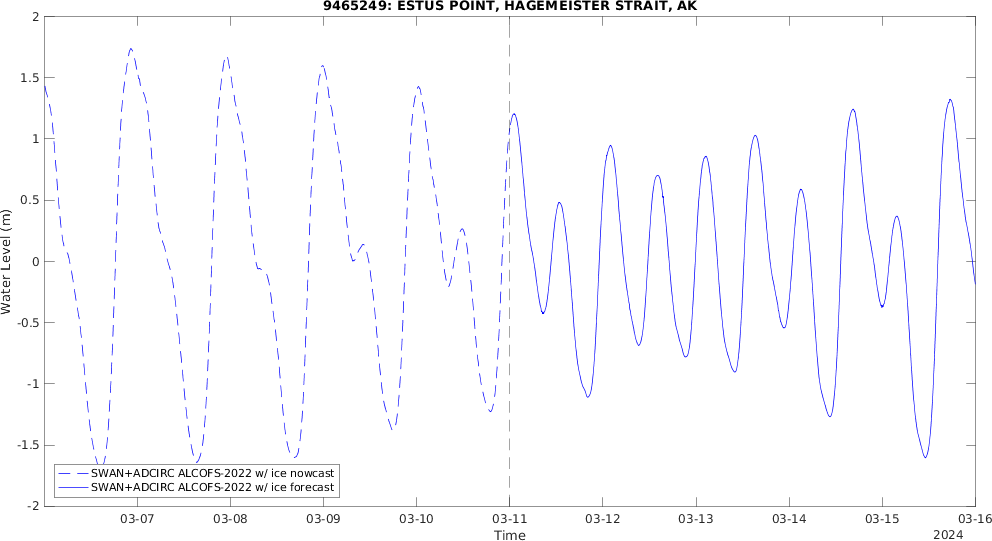 9465249: ESTUS POINT, HAGEMEISTER STRAIT, AK
2
1.5
1
0.5
0
-0.5
-1
-1.5
-2
Water Level (m)
SWAN+ADCIRC ALCOFS-2022 w/ ice nowcast
SWAN+ADCIRC ALCOFS-2022 w/ ice forecast
03-07 03-08 03-09 03-10 03-11 03-12 03-13 03-14 03-15 03-16
Time
2024